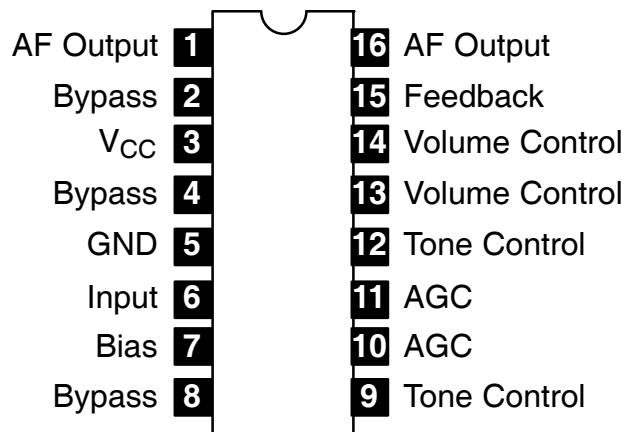 AF Output 1 16 AF Output
Bypass 2 15 Feedback
VCC 3 14 Volume Control
Bypass 4 13 Volume Control
GND 5 12 Tone Control
Input 6 11 AGC
Bias 7 10 AGC
Bypass 8 9 Tone Control